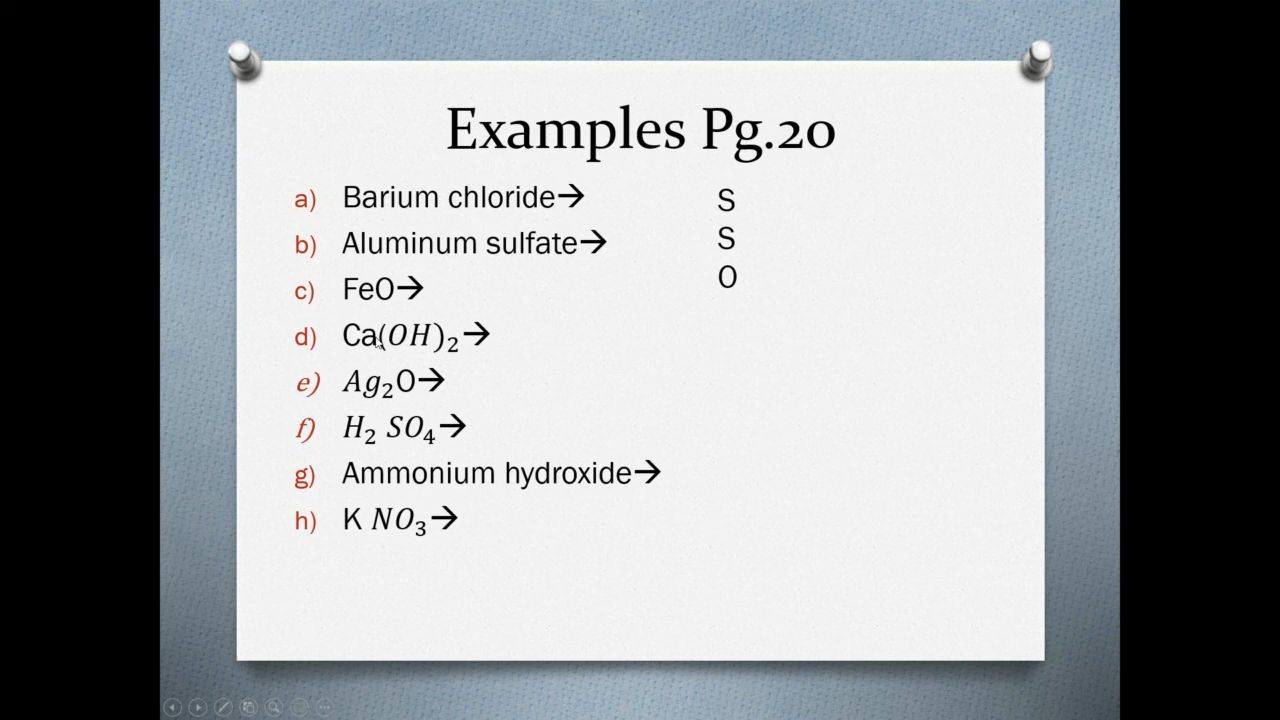 Examples Pg.20
a) Barium chloride→ S
b) Aluminum sulfate→ S
c) FeO→ O
d) Ca(OH)₂→
e) Ag₂O→
f) H₂ SO₄→
g) Ammonium hydroxide→
h) K NO₃→